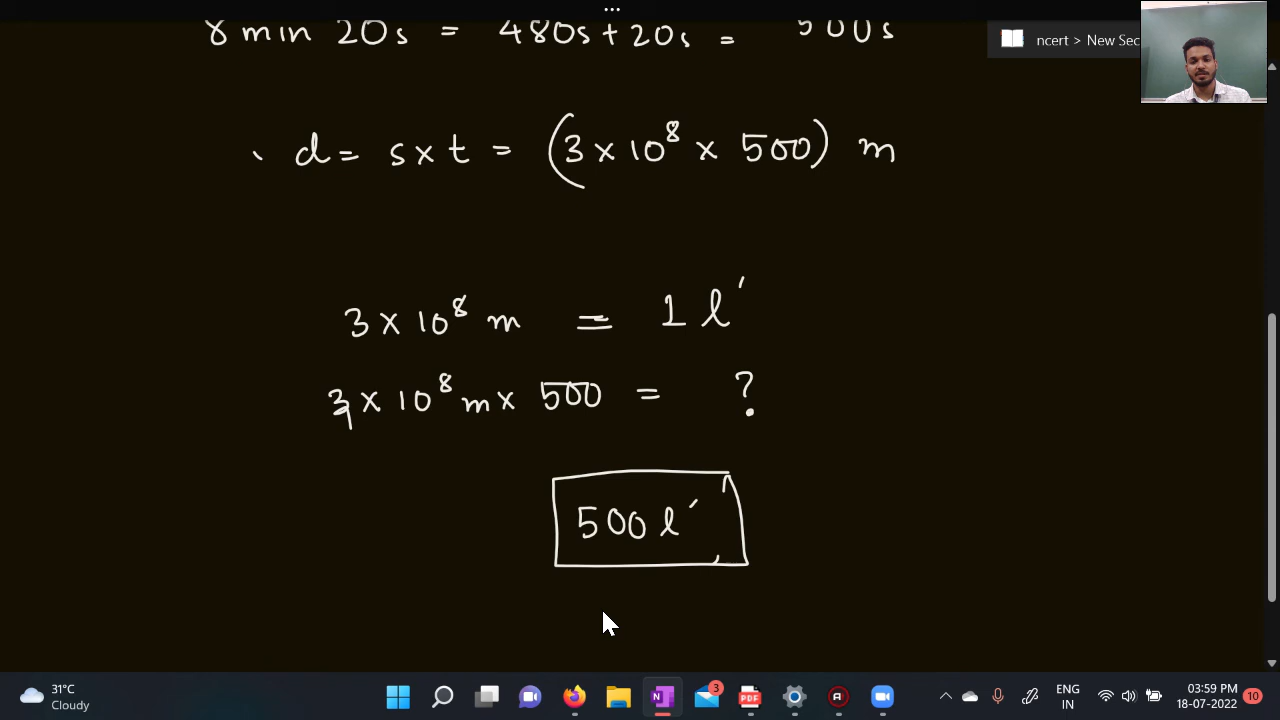 ...
8 min 20s = 480s + 20s = 500s
ncert > New Sec
d = s x t = (3 x 10⁸ x 500) m
3 x 10⁸ m = 1 l'
3 x 10⁸ m x 500 = ?
500 l'
31°C
Cloudy
3
PDF
ENG
IN
03:59 PM
18-07-2022
10